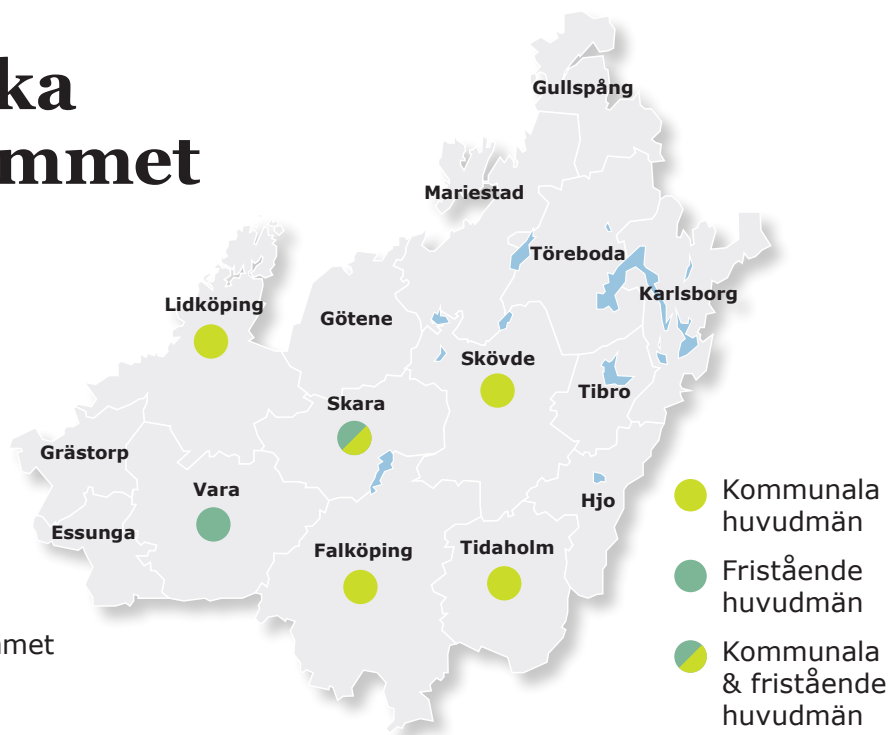 ka
mmet
Gullspång
Mariestad
Töreboda
Karlsborg
Lidköping
Götene
Skövde
Tibro
Skara
Grästorp
Vara
Hjo
Essunga
Falköping
Tidaholm
mmet
Kommunala
huvudmän
Fristående
huvudmän
Kommunala
& fristående
huvudmän